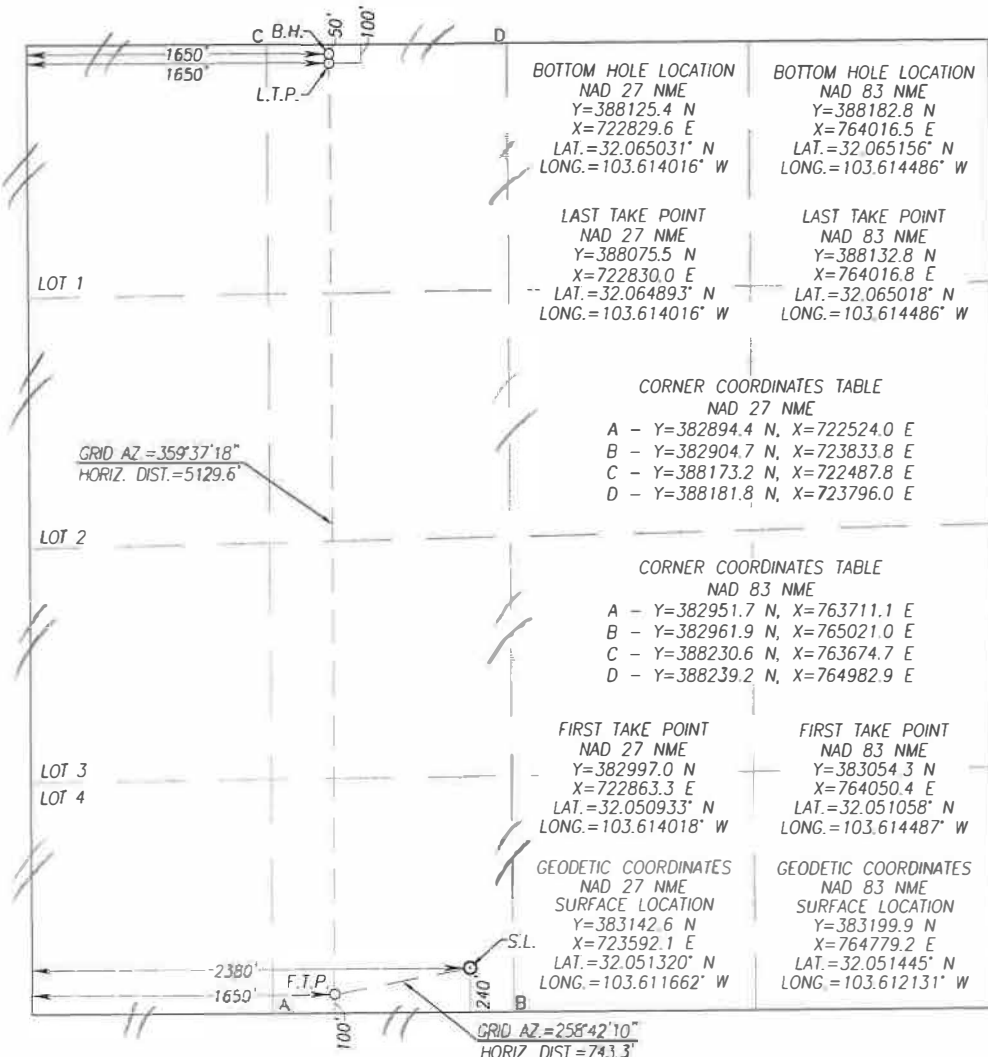 C B.H. 50' 100' D
1650'
1650'
L.T.P.
BOTTOM HOLE LOCATION
NAD 27 NME
Y=388125.4 N
X=722829.6 E
LAT.=32.065031° N
LONG.=103.614016° W
BOTTOM HOLE LOCATION
NAD 83 NME
Y=388182.8 N
X=764016.5 E
LAT.=32.065156° N
LONG.=103.614486° W
LAST TAKE POINT
NAD 27 NME
Y=388075.5 N
X=722830.0 E
LAT.=32.064893° N
LONG.=103.614016° W
LAST TAKE POINT
NAD 83 NME
Y=388132.8 N
X=764016.8 E
LAT.=32.065018° N
LONG.=103.614486° W
LOT 1
CORNER COORDINATES TABLE
NAD 27 NME
A - Y=382894.4 N, X=722524.0 E
B - Y=382904.7 N, X=723833.8 E
C - Y=388173.2 N, X=722487.8 E
D - Y=388181.8 N, X=723796.0 E
GRID AZ.=359°37'18"
HORIZ. DIST.=5129.6'
LOT 2
CORNER COORDINATES TABLE
NAD 83 NME
A - Y=382951.7 N, X=763711.1 E
B - Y=382961.9 N, X=765021.0 E
C - Y=388230.6 N, X=763674.7 E
D - Y=388239.2 N, X=764982.9 E
LOT 3
LOT 4
FIRST TAKE POINT
NAD 27 NME
Y=382997.0 N
X=722863.3 E
LAT.=32.050933° N
LONG.=103.614018° W
FIRST TAKE POINT
NAD 83 NME
Y=383054.3 N
X=764050.4 E
LAT.=32.051058° N
LONG.=103.614487° W
GEODETIC COORDINATES
NAD 27 NME
SURFACE LOCATION
Y=383142.6 N
X=723592.1 E
LAT.=32.051320° N
LONG.=103.611662° W
GEODETIC COORDINATES
NAD 83 NME
SURFACE LOCATION
Y=383199.9 N
X=764779.2 E
LAT.=32.051445° N
LONG.=103.612131° W
S.L.
2380'
F.T.P.
1650'
A 100' 240' B
GRID AZ.=258°42'10"
HORIZ. DIST.=743.3'